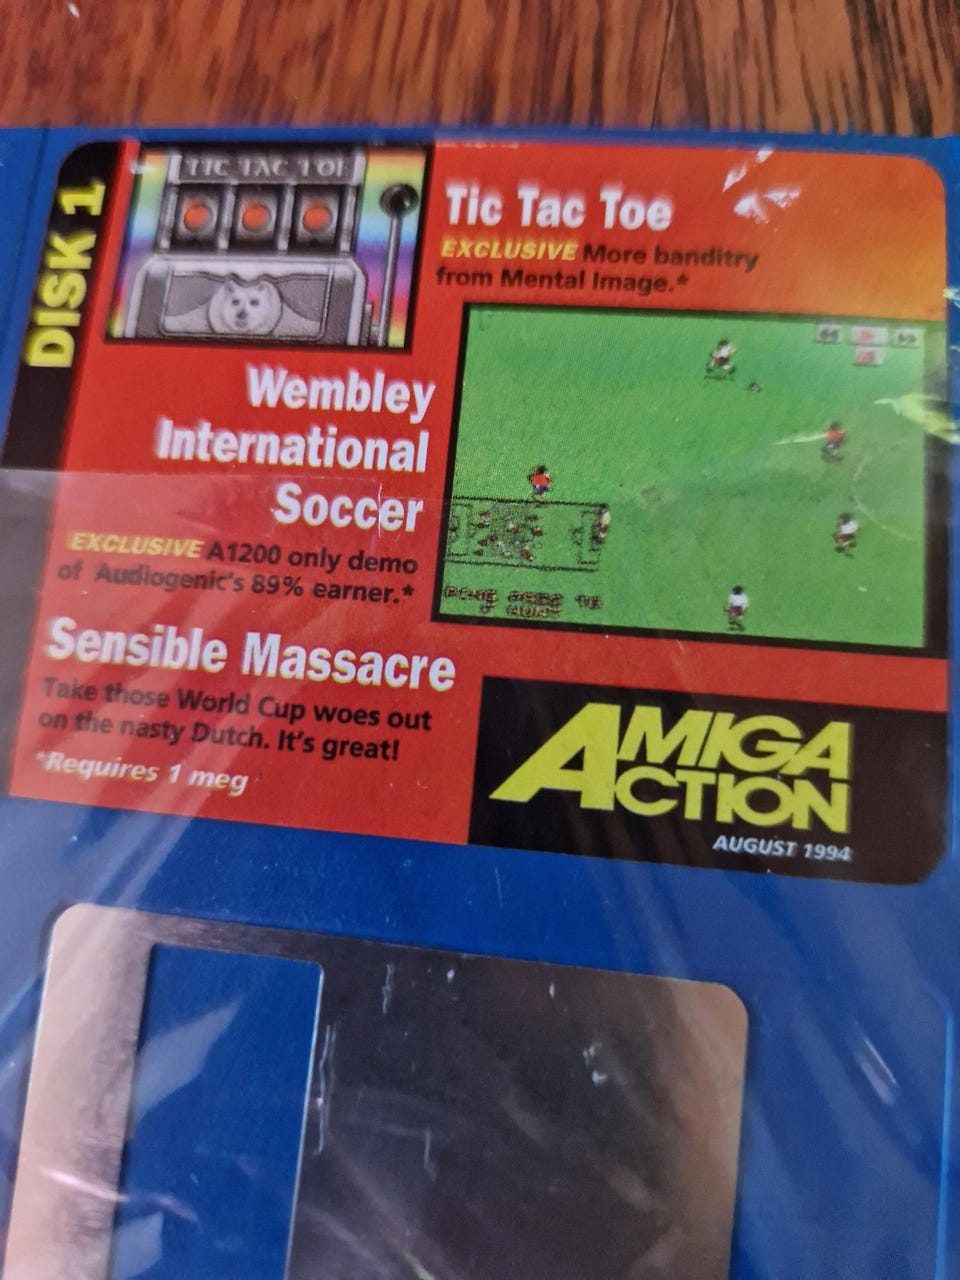 DISK 1
TIC TAC TOE
Tic Tac Toe
EXCLUSIVE More banditry
from Mental Image.*
Wembley
International
Soccer
EXCLUSIVE A1200 only demo
of Audiogenic's 89% earner.*
Sensible Massacre
Take those World Cup woes out
on the nasty Dutch. It's great!
*Requires 1 meg
AMIGA
ACTION
AUGUST 1994